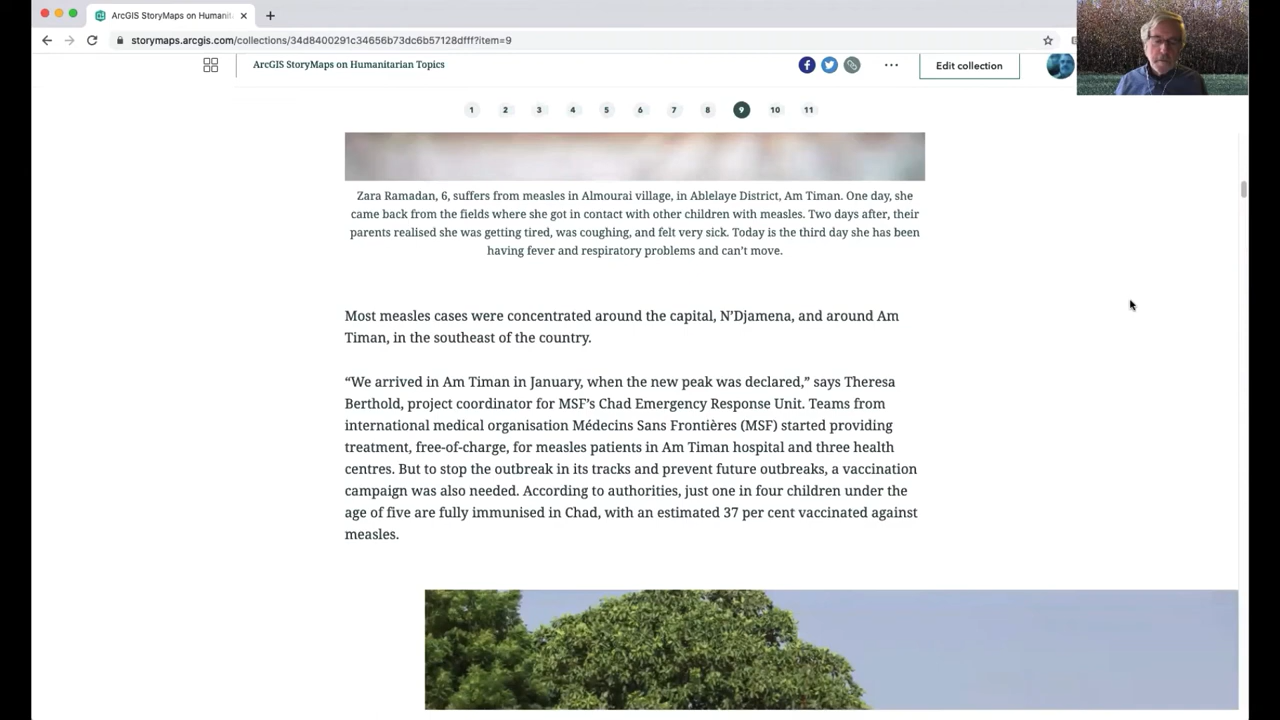 ArcGIS StoryMaps on Humanit
storymaps.arcgis.com/collections/34d8400291c34656b73dc6b57128dfff?item=9
ArcGIS StoryMaps on Humanitarian Topics
Edit collection
1 2 3 4 5 6 7 8 9 10 11
Zara Ramadan, 6, suffers from measles in Almourai village, in Ablelaye District, Am Timan. One day, she
came back from the fields where she got in contact with other children with measles. Two days after, their
parents realised she was getting tired, was coughing, and felt very sick. Today is the third day she has been
having fever and respiratory problems and can’t move.
Most measles cases were concentrated around the capital, N’Djamena, and around Am
Timan, in the southeast of the country.
“We arrived in Am Timan in January, when the new peak was declared,” says Theresa
Berthold, project coordinator for MSF’s Chad Emergency Response Unit. Teams from
international medical organisation Médecins Sans Frontières (MSF) started providing
treatment, free-of-charge, for measles patients in Am Timan hospital and three health
centres. But to stop the outbreak in its tracks and prevent future outbreaks, a vaccination
campaign was also needed. According to authorities, just one in four children under the
age of five are fully immunised in Chad, with an estimated 37 per cent vaccinated against
measles.